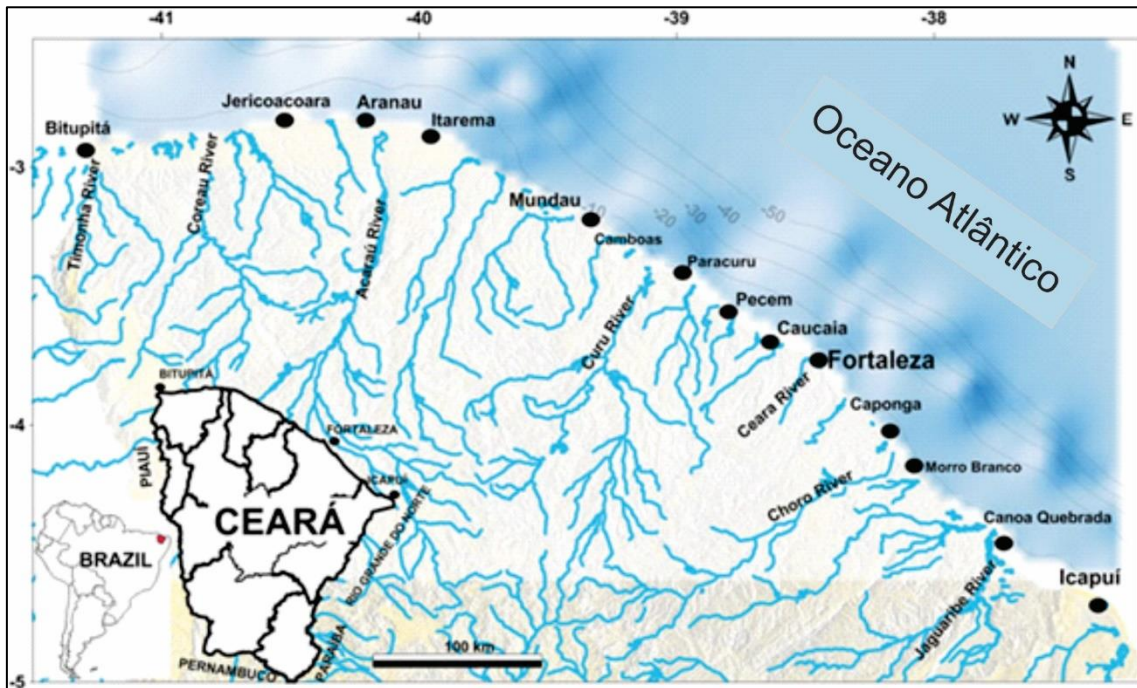 -41
-40
-39
-38
N
W
E
S
Jericoacoara
Aranau
Itarema
Bitupitá
Oceano Atlântico
-3
Timonha River
Coreau River
Acaraú River
Mundau
-10
-20
-30
-40
-50
Camboas
Paracuru
Pecem
Curu River
Caucaia
Fortaleza
Ceara River
BITUPITÁ
Caponga
-4
FORTALEZA
PIAUÍ
Morro Branco
ICAPUÍ
Choro River
CEARÁ
Canoa Quebrada
RIO GRANDE DO NORTE
BRAZIL
Icapuí
Jaguaribe River
100 km
PERNAMBUCO
PARAIBA
-5